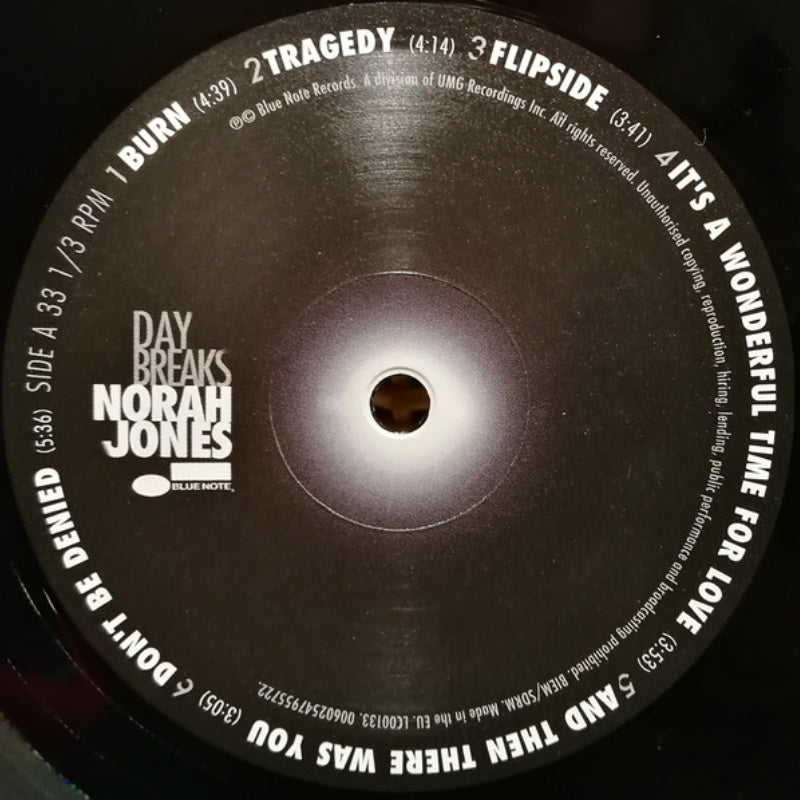 SIDE A 33 1/3 RPM 1 BURN (4:39) 2 TRAGEDY (4:14) 3 FLIPSIDE (3:41) 4 IT'S A WONDERFUL TIME FOR LOVE (3:53) 5 AND THEN THERE WAS YOU (3:05) 6 DON'T BE DENIED (5:36)
℗© Blue Note Records. A division of UMG Recordings Inc. All rights reserved. Unauthorised copying, reproduction, hiring, lending, public performance and broadcasting prohibited. BIEM/SDRM. Made in the EU. LC00133. 00602547955722.
DAY
BREAKS
NORAH
JONES
BLUE NOTE